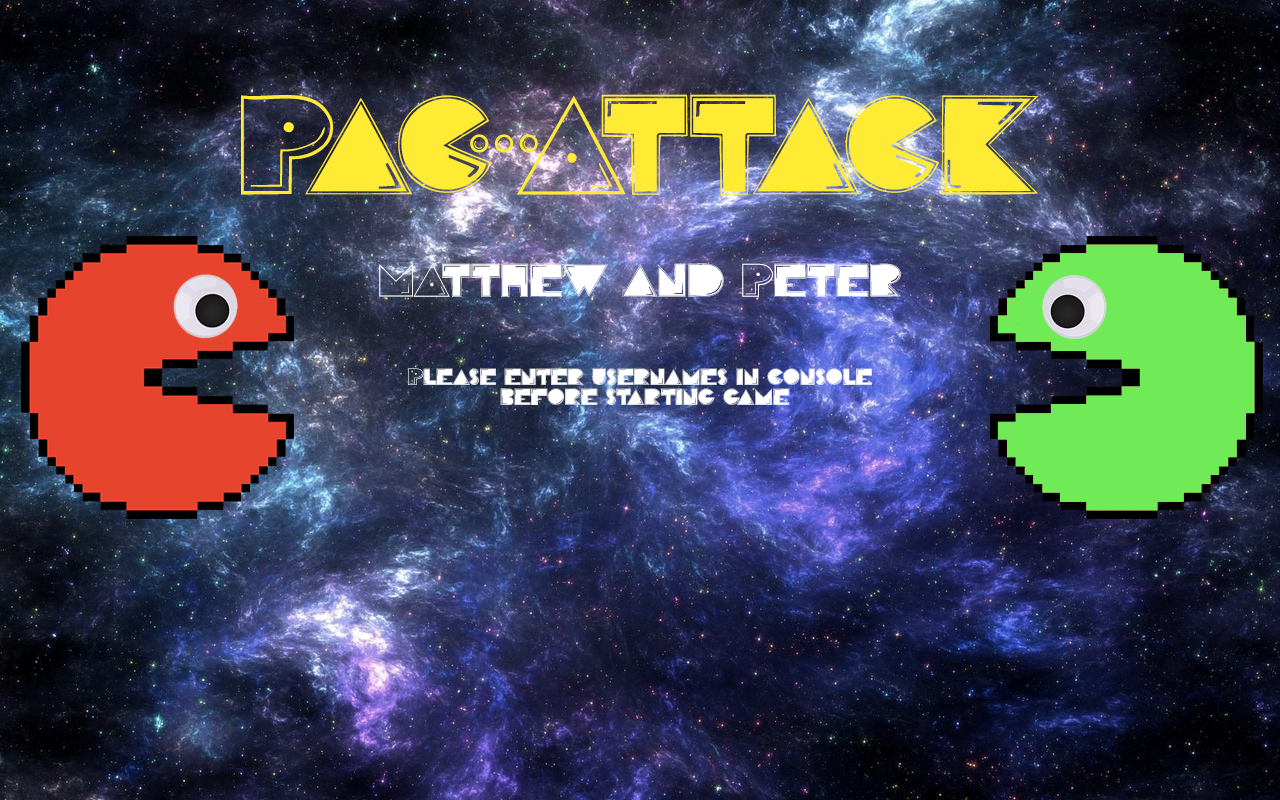 Pac-Attack
Matthew and Peter
Please enter usernames in console
before starting game